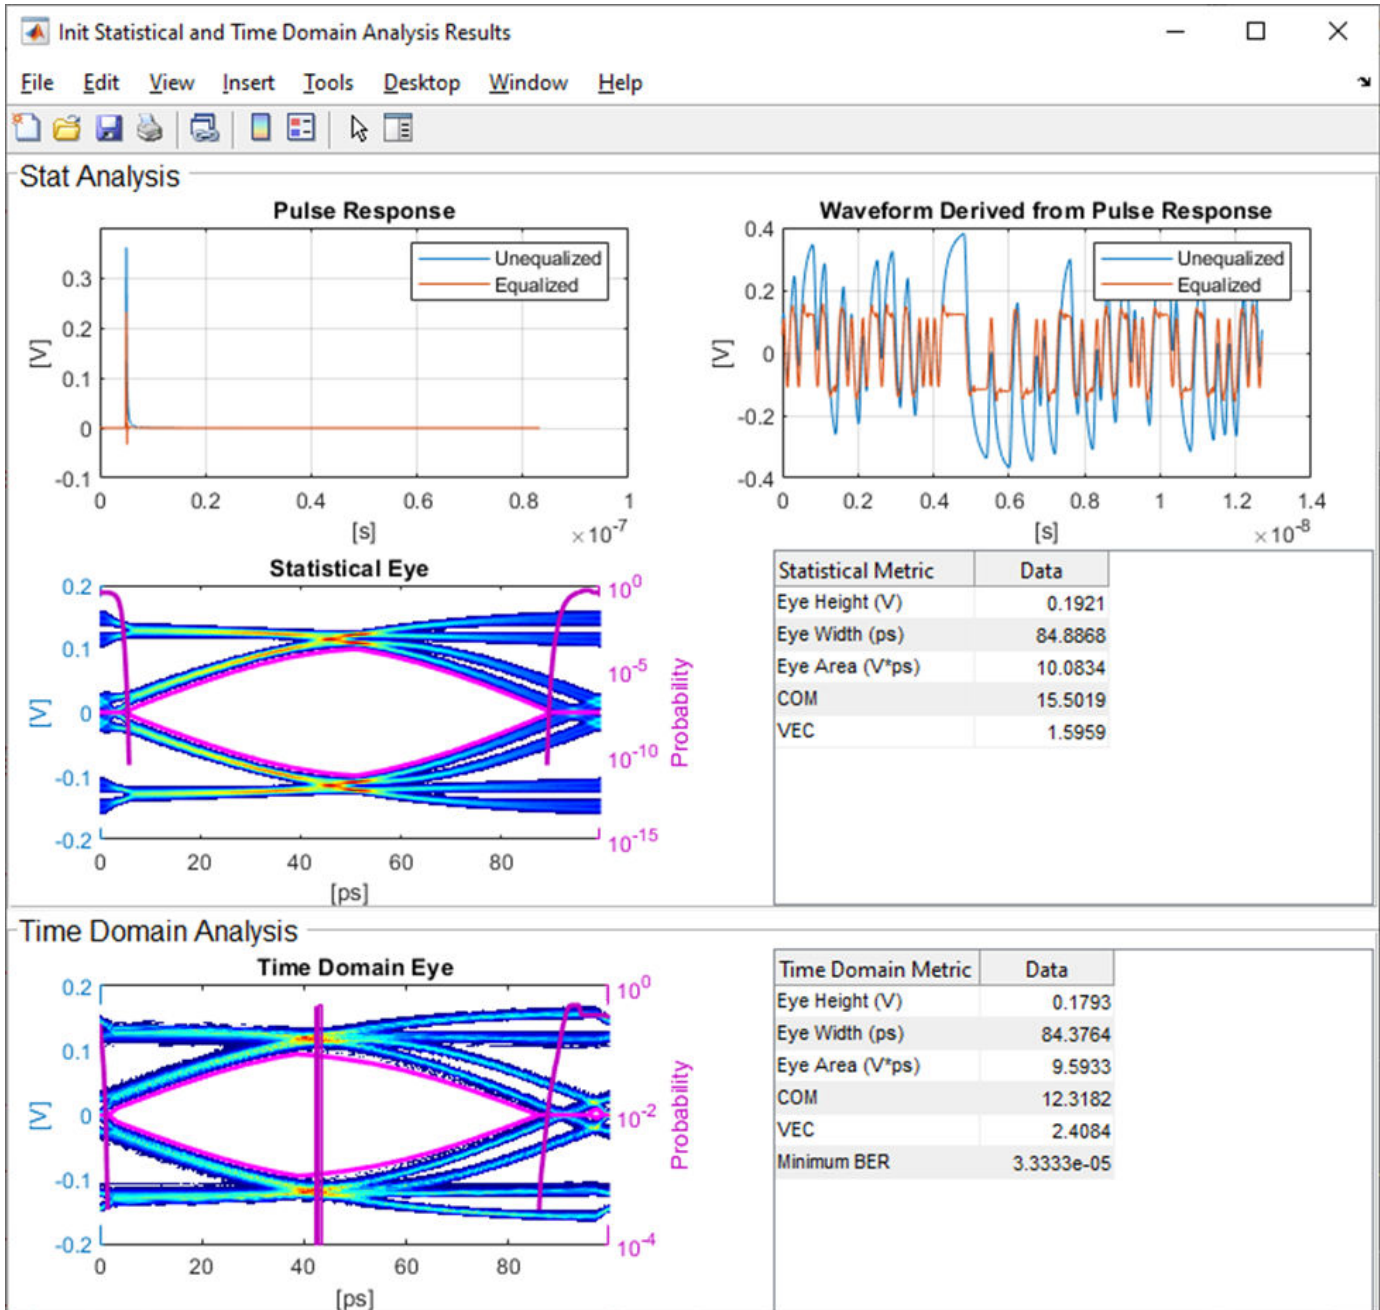 Init Statistical and Time Domain Analysis Results
File Edit View Insert Tools Desktop Window Help
Stat Analysis
Pulse Response
Unequalized
Equalized
0.3
0.2
0.1
0
-0.1
[V]
0 0.2 0.4 0.6 0.8 1
[s]
×10^-7
Waveform Derived from Pulse Response
Unequalized
Equalized
0.4
0.2
0
-0.2
-0.4
[V]
0 0.2 0.4 0.6 0.8 1 1.2 1.4
[s]
×10^-8
Statistical Eye
0.2
0.1
0
-0.1
-0.2
[V]
10^0
10^-5
10^-10
10^-15
Probability
0 20 40 60 80
[ps]
Statistical Metric Data
Eye Height (V) 0.1921
Eye Width (ps) 84.8868
Eye Area (V*ps) 10.0834
COM 15.5019
VEC 1.5959
Time Domain Analysis
Time Domain Eye
0.2
0.1
0
-0.1
-0.2
[V]
10^0
10^-2
10^-4
Probability
0 20 40 60 80
[ps]
Time Domain Metric Data
Eye Height (V) 0.1793
Eye Width (ps) 84.3764
Eye Area (V*ps) 9.5933
COM 12.3182
VEC 2.4084
Minimum BER 3.3333e-05